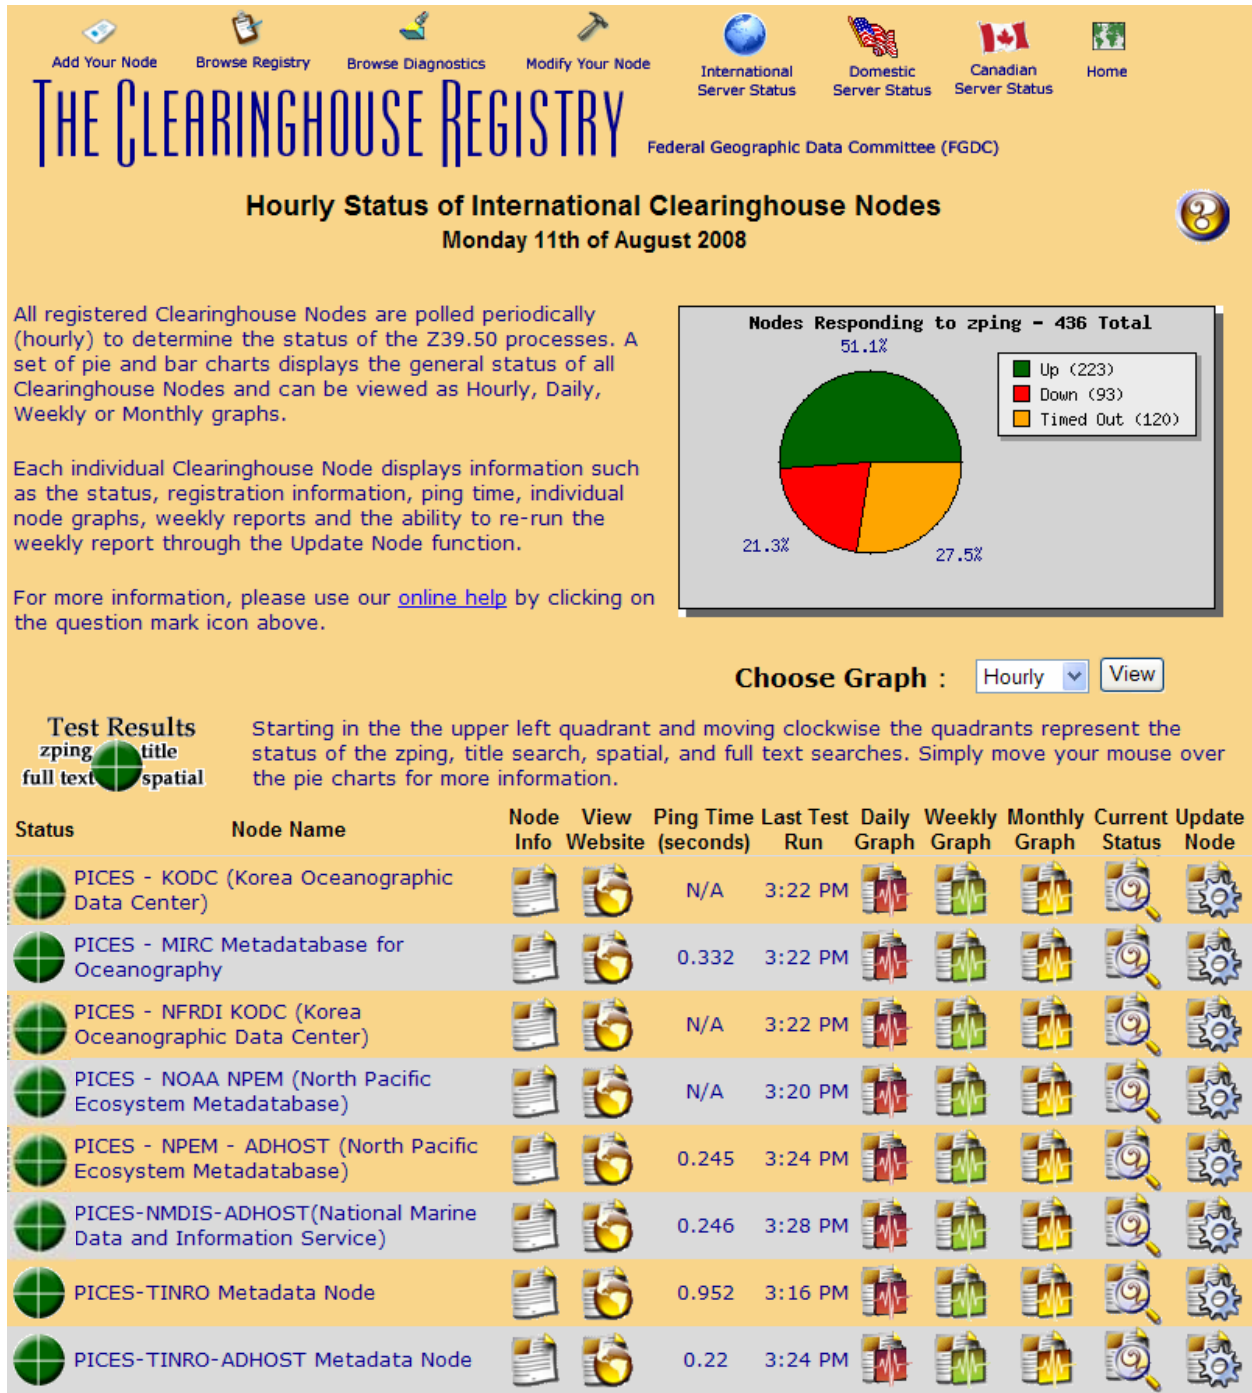 Add Your Node
Browse Registry
Browse Diagnostics
Modify Your Node
International
Server Status
Domestic
Server Status
Canadian
Server Status
Home
THE CLEARINGHOUSE REGISTRY
Federal Geographic Data Committee (FGDC)
Hourly Status of International Clearinghouse Nodes
Monday 11th of August 2008
All registered Clearinghouse Nodes are polled periodically
(hourly) to determine the status of the Z39.50 processes. A
set of pie and bar charts displays the general status of all
Clearinghouse Nodes and can be viewed as Hourly, Daily,
Weekly or Monthly graphs.
Each individual Clearinghouse Node displays information such
as the status, registration information, ping time, individual
node graphs, weekly reports and the ability to re-run the
weekly report through the Update Node function.
For more information, please use our online help by clicking on
the question mark icon above.
Nodes Responding to zping - 436 Total
51.1%
Up (223)
Down (93)
Timed Out (120)
21.3%
27.5%
Choose Graph : Hourly View
Test Results
zping title
full text spatial
Starting in the the upper left quadrant and moving clockwise the quadrants represent the
status of the zping, title search, spatial, and full text searches. Simply move your mouse over
the pie charts for more information.
Status
Node Name
Node
Info
View
Website
Ping Time
(seconds)
Last Test
Run
Daily
Graph
Weekly
Graph
Monthly
Graph
Current
Status
Update
Node
PICES - KODC (Korea Oceanographic
Data Center)
N/A 3:22 PM
PICES - MIRC Metadatabase for
Oceanography
0.332 3:22 PM
PICES - NFRDI KODC (Korea
Oceanographic Data Center)
N/A 3:22 PM
PICES - NOAA NPEM (North Pacific
Ecosystem Metadatabase)
N/A 3:20 PM
PICES - NPEM - ADHOST (North Pacific
Ecosystem Metadatabase)
0.245 3:24 PM
PICES-NMDIS-ADHOST(National Marine
Data and Information Service)
0.246 3:28 PM
PICES-TINRO Metadata Node 0.952 3:16 PM
PICES-TINRO-ADHOST Metadata Node 0.22 3:24 PM